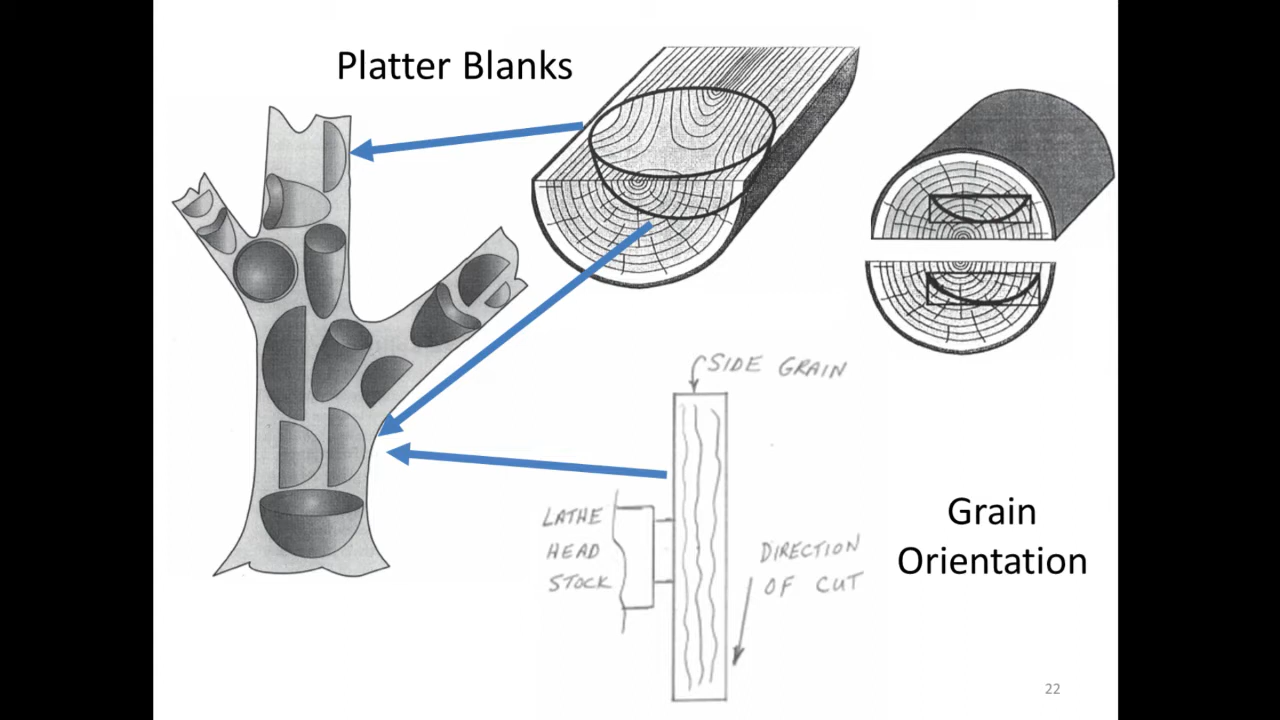 Platter Blanks
SIDE GRAIN
LATHE
HEAD
STOCK
DIRECTION
OF CUT
Grain
Orientation
22